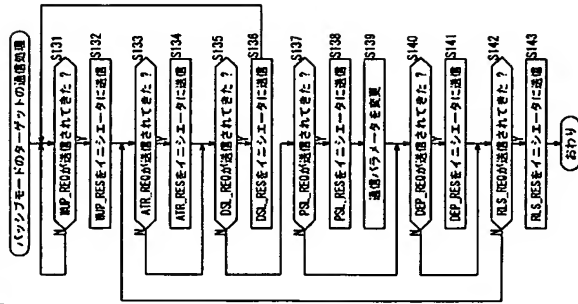 パッシブモードのターゲットの通信処理
S131
WUP_REQが送信されてきた？
N
Y
S132
WUP_RESをイニシエータに送信
S133
ATR_REQが送信されてきた？
N
Y
S134
ATR_RESをイニシエータに送信
S135
DSL_REQが送信されてきた？
N
Y
S136
DSL_RESをイニシエータに送信
S137
PSL_REQが送信されてきた？
N
Y
S138
PSL_RESをイニシエータに送信
S139
通信パラメータを変更
S140
DEP_REQが送信されてきた？
N
Y
S141
DEP_RESをイニシエータに送信
S142
RLS_REQが送信されてきた？
N
Y
S143
RLS_RESをイニシエータに送信
おわり